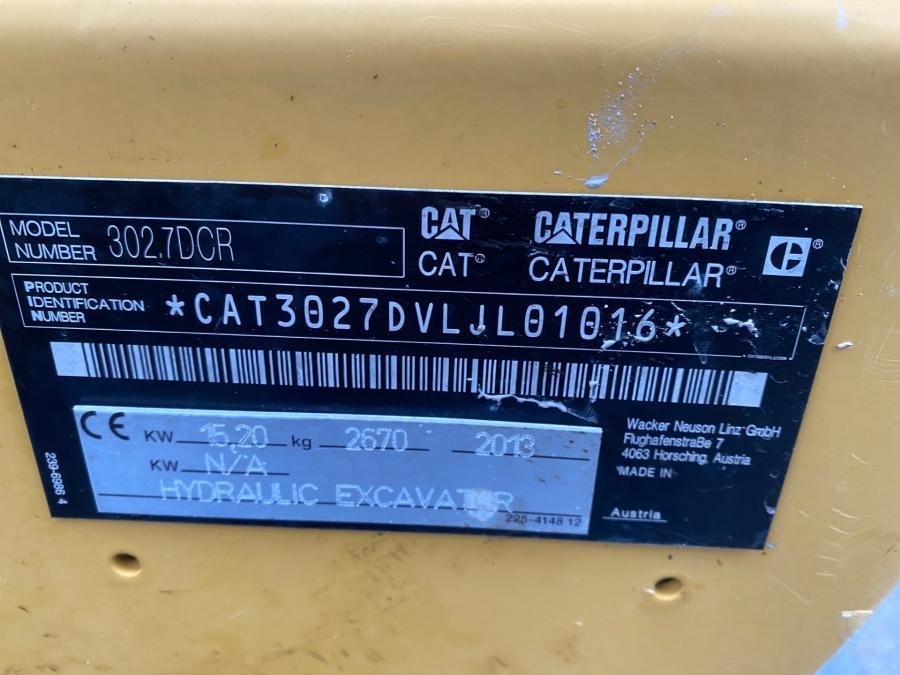 MODEL NUMBER 302.7DCR
CAT® CATERPILLAR®
CAT CATERPILLAR®
PRODUCT IDENTIFICATION NUMBER *CAT3027DVLJL01016*
CE KW 15,20 kg 2670 2013
KW N/A
HYDRAULIC EXCAVATOR
225-4148 12
239-6986 4
Wacker Neuson Linz GmbH
Flughafenstraße 7
4063 Horsching, Austria
MADE IN
Austria